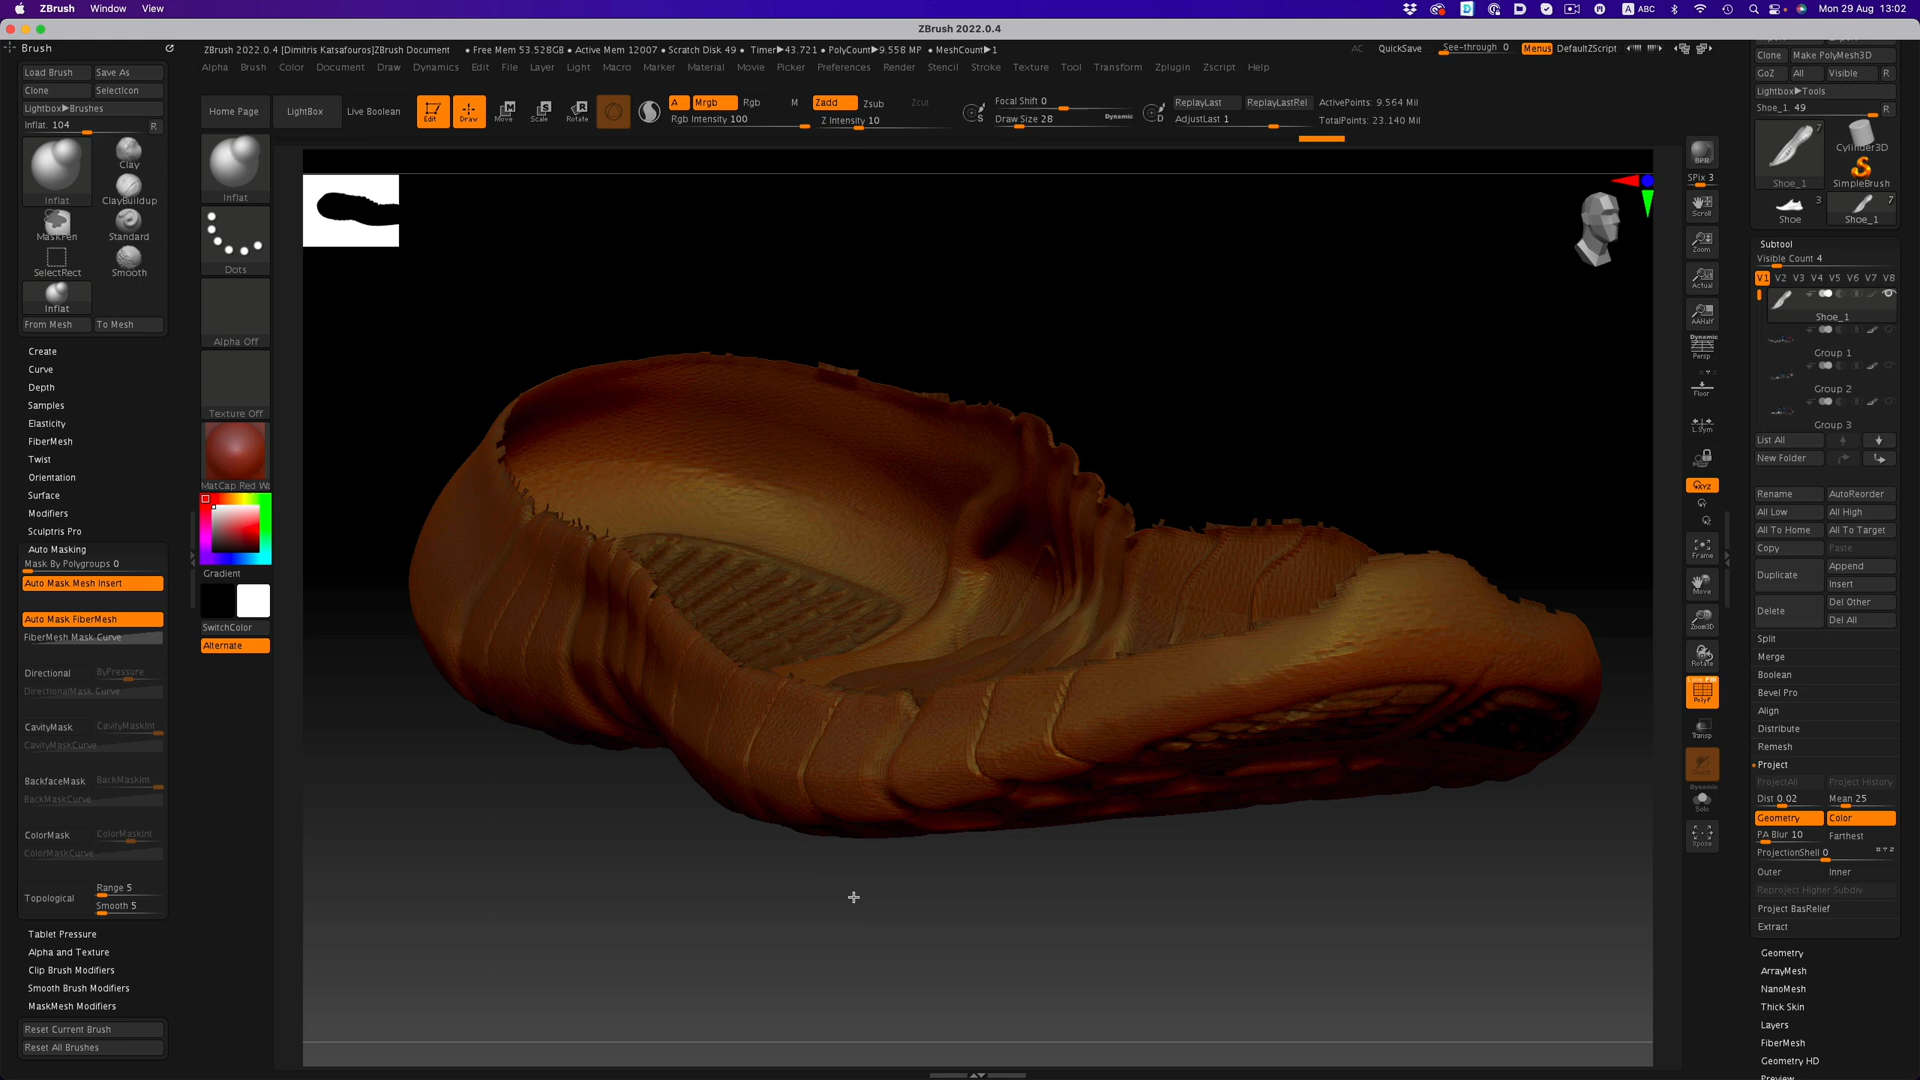 ZBrush Window View
ABC Mon 29 Aug 13:02
ZBrush 2022.0.4
Brush
ZBrush 2022.0.4 [Dimitris Katsafouros]ZBrush Document • Free Mem 53.528GB • Active Mem 12007 • Scratch Disk 49 • Timer▶43.721 • PolyCount▶9.558 MP • MeshCount▶1
AC QuickSave See-through 0 Menus DefaultZScript
Alpha Brush Color Document Draw Dynamics Edit File Layer Light Macro Marker Material Movie Picker Preferences Render Stencil Stroke Texture Tool Transform Zplugin Zscript Help
Load Brush Save As
Clone SelectIcon
Lightbox▶Brushes
Inflat. 104 R
Inflat
Clay
ClayBuildup
MaskPen Standard
SelectRect Smooth
Inflat
From Mesh To Mesh
Create
Curve
Depth
Samples
Elasticity
FiberMesh
Twist
Orientation
Surface
Modifiers
Sculptris Pro
Auto Masking
Mask By Polygroups 0
Auto Mask Mesh Insert
Auto Mask FiberMesh
FiberMesh Mask Curve
Directional ByPressure
DirectionalMask Curve
CavityMask CavityMaskInt
CavityMaskCurve
BackfaceMask BackMaskInt
BackMaskCurve
ColorMask ColorMaskInt
ColorMaskCurve
Topological Range 5
Smooth 5
Tablet Pressure
Alpha and Texture
Clip Brush Modifiers
Smooth Brush Modifiers
MaskMesh Modifiers
Reset Current Brush
Reset All Brushes
Home Page LightBox Live Boolean
Edit Draw Move Scale Rotate
A Mrgb Rgb M Zadd Zsub Zcut
Rgb Intensity 100 Z Intensity 10
Focal Shift 0
Draw Size 28 Dynamic
S D
ReplayLast ReplayLastRel ActivePoints: 9.564 Mil
AdjustLast 1 TotalPoints: 23.140 Mil
Inflat
Dots
Alpha Off
Texture Off
MatCap Red Wa
Gradient
SwitchColor
Alternate
BPR
SPix 3
Scroll
Zoom
Actual
AAHalf
Dynamic
Persp
Floor
L.Sym
XYZ
Frame
Move
Zoom3D
Rotate
Line Fill
PolyF
Transp
Ghost
Dynamic
Solo
Xpose
Clone Make PolyMesh3D
GoZ All Visible R
Lightbox▶Tools
Shoe_1. 49 R
7
Shoe_1
Cylinder3D
SimpleBrush
3 7
Shoe Shoe_1
Subtool
Visible Count 4
V1 V2 V3 V4 V5 V6 V7 V8
Shoe_1
Group 1
Group 2
Group 3
List All
New Folder
Rename AutoReorder
All Low All High
All To Home All To Target
Copy Paste
Duplicate Append
Insert
Delete Del Other
Del All
Split
Merge
Boolean
Bevel Pro
Align
Distribute
Remesh
Project
ProjectAll Project History
Dist 0.02 Mean 25
Geometry Color
PA Blur 10 Farthest
ProjectionShell 0 X Y Z
Outer Inner
Reproject Higher Subdiv
Project BasRelief
Extract
Geometry
ArrayMesh
NanoMesh
Thick Skin
Layers
FiberMesh
Geometry HD
Preview